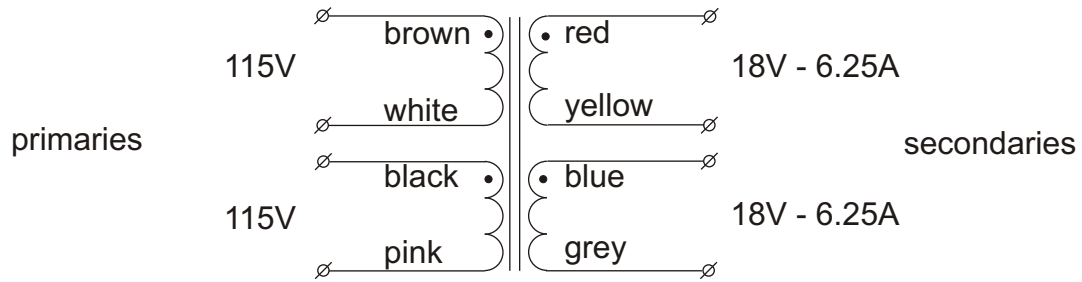 brown
red
115V
18V - 6.25A
white
yellow
primaries
secondaries
black
blue
115V
18V - 6.25A
pink
grey